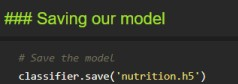 ### Saving our model
# Save the model
classifier.save('nutrition.h5')